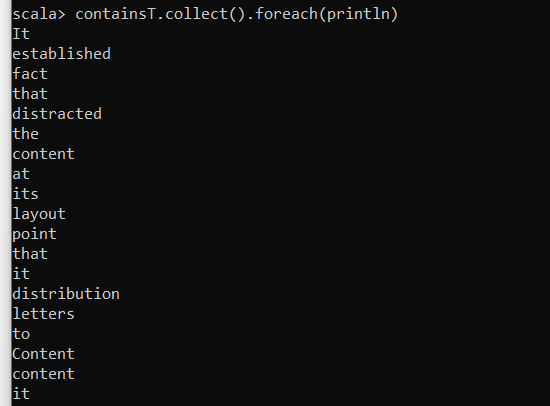 scala> containsT.collect().foreach(println)
It
established
fact
that
distracted
the
content
at
its
layout
point
that
it
distribution
letters
to
Content
content
it